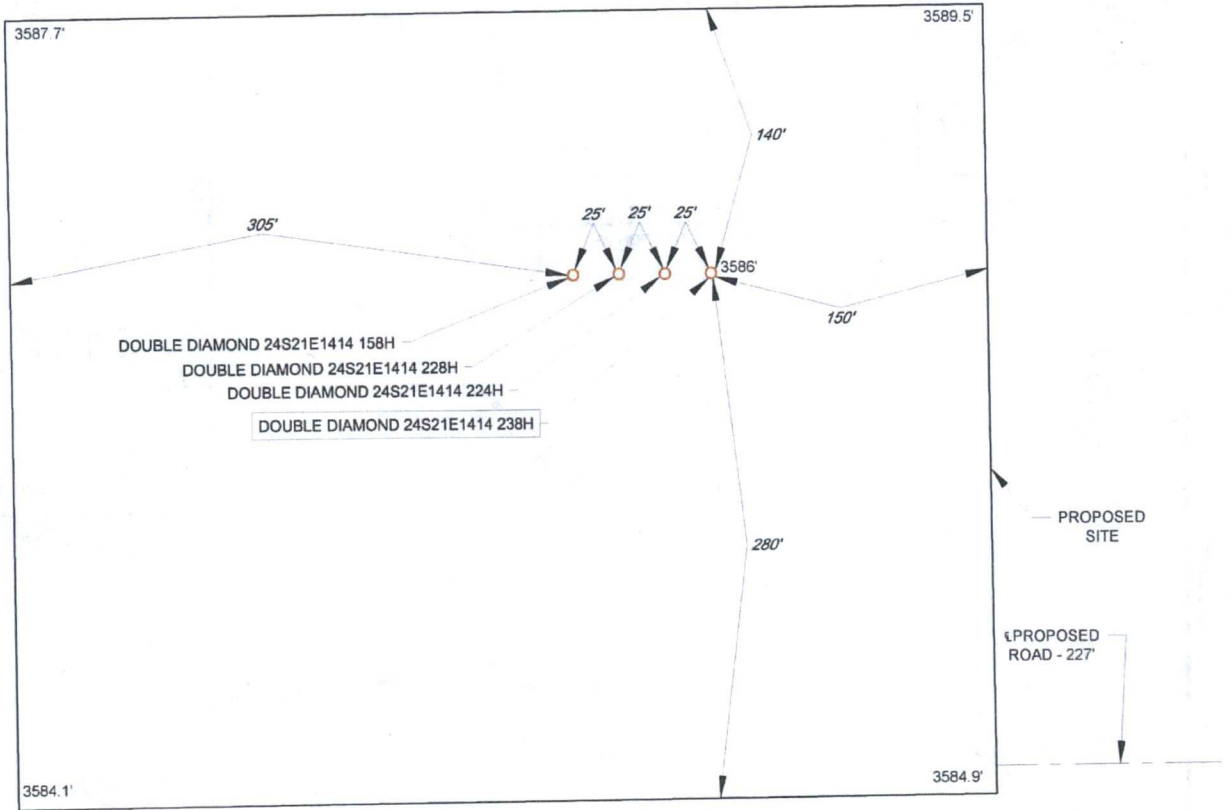 3587.7'
3589.5'
140'
305'
25'
25'
25'
3586'
150'
DOUBLE DIAMOND 24S21E1414 158H
DOUBLE DIAMOND 24S21E1414 228H
DOUBLE DIAMOND 24S21E1414 224H
DOUBLE DIAMOND 24S21E1414 238H
PROPOSED
SITE
280'
℄PROPOSED
ROAD - 227'
3584.1'
3584.9'